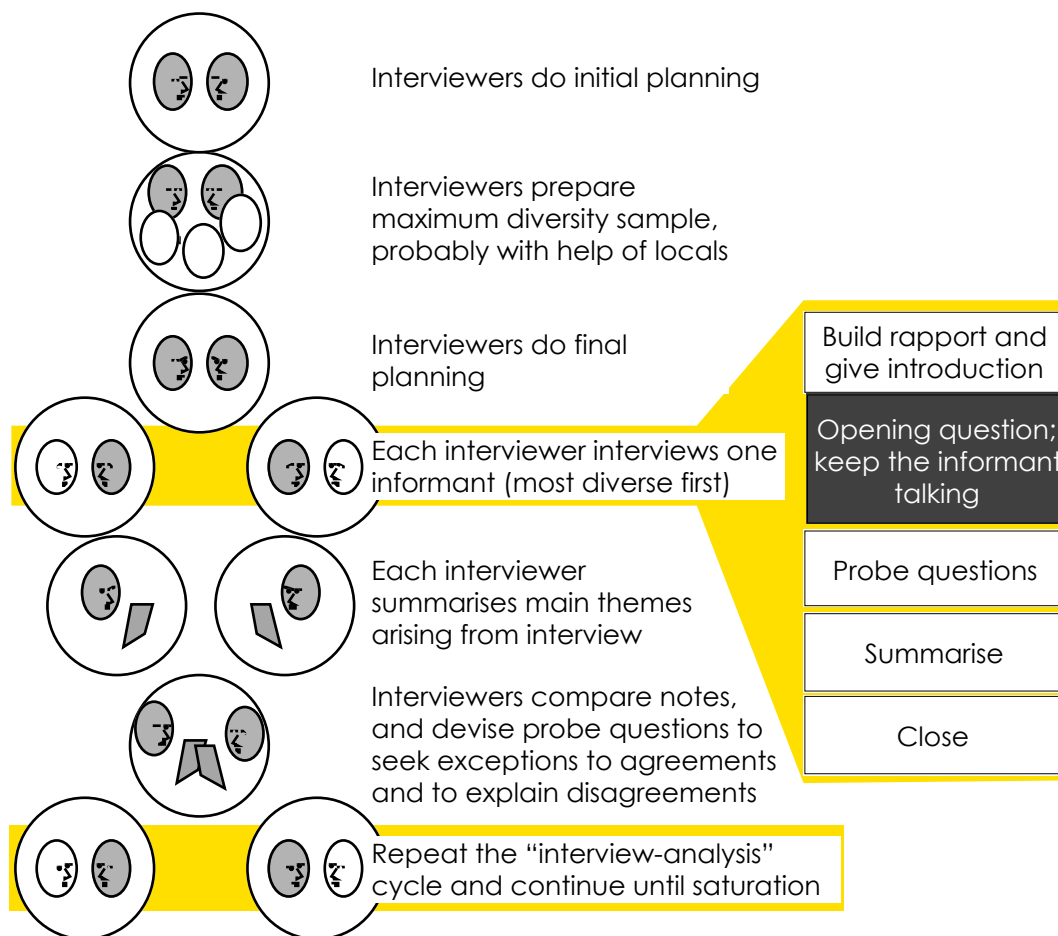 Interviewers do initial planning
Interviewers prepare
maximum diversity sample,
probably with help of locals
Interviewers do final
planning
Each interviewer interviews one
informant (most diverse first)
Each interviewer
summarises main themes
arising from interview
Interviewers compare notes,
and devise probe questions to
seek exceptions to agreements
and to explain disagreements
Repeat the “interview-analysis”
cycle and continue until saturation
Build rapport and
give introduction
Opening question;
keep the informant
talking
Probe questions
Summarise
Close